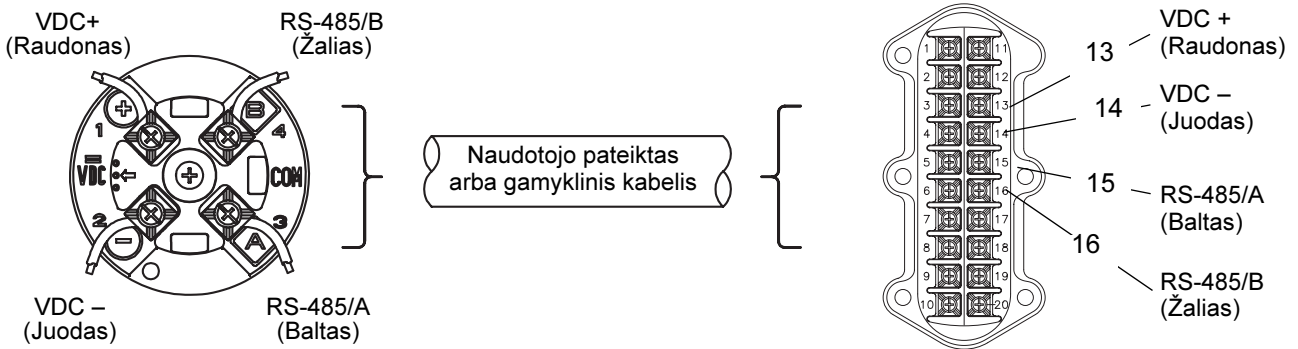 VDC+
(Raudonas)
RS-485/B
(Žalias)
+
B
1
4
VDC
COM
2
3
–
A
VDC –
(Juodas)
RS-485/A
(Baltas)
Naudotojo pateiktas
arba gamyklinis kabelis
1 11
2 12
3 13
4 14
5 15
6 16
7 17
8 18
9 19
10 20
13
VDC +
(Raudonas)
14
VDC –
(Juodas)
15
RS-485/A
(Baltas)
16
RS-485/B
(Žalias)